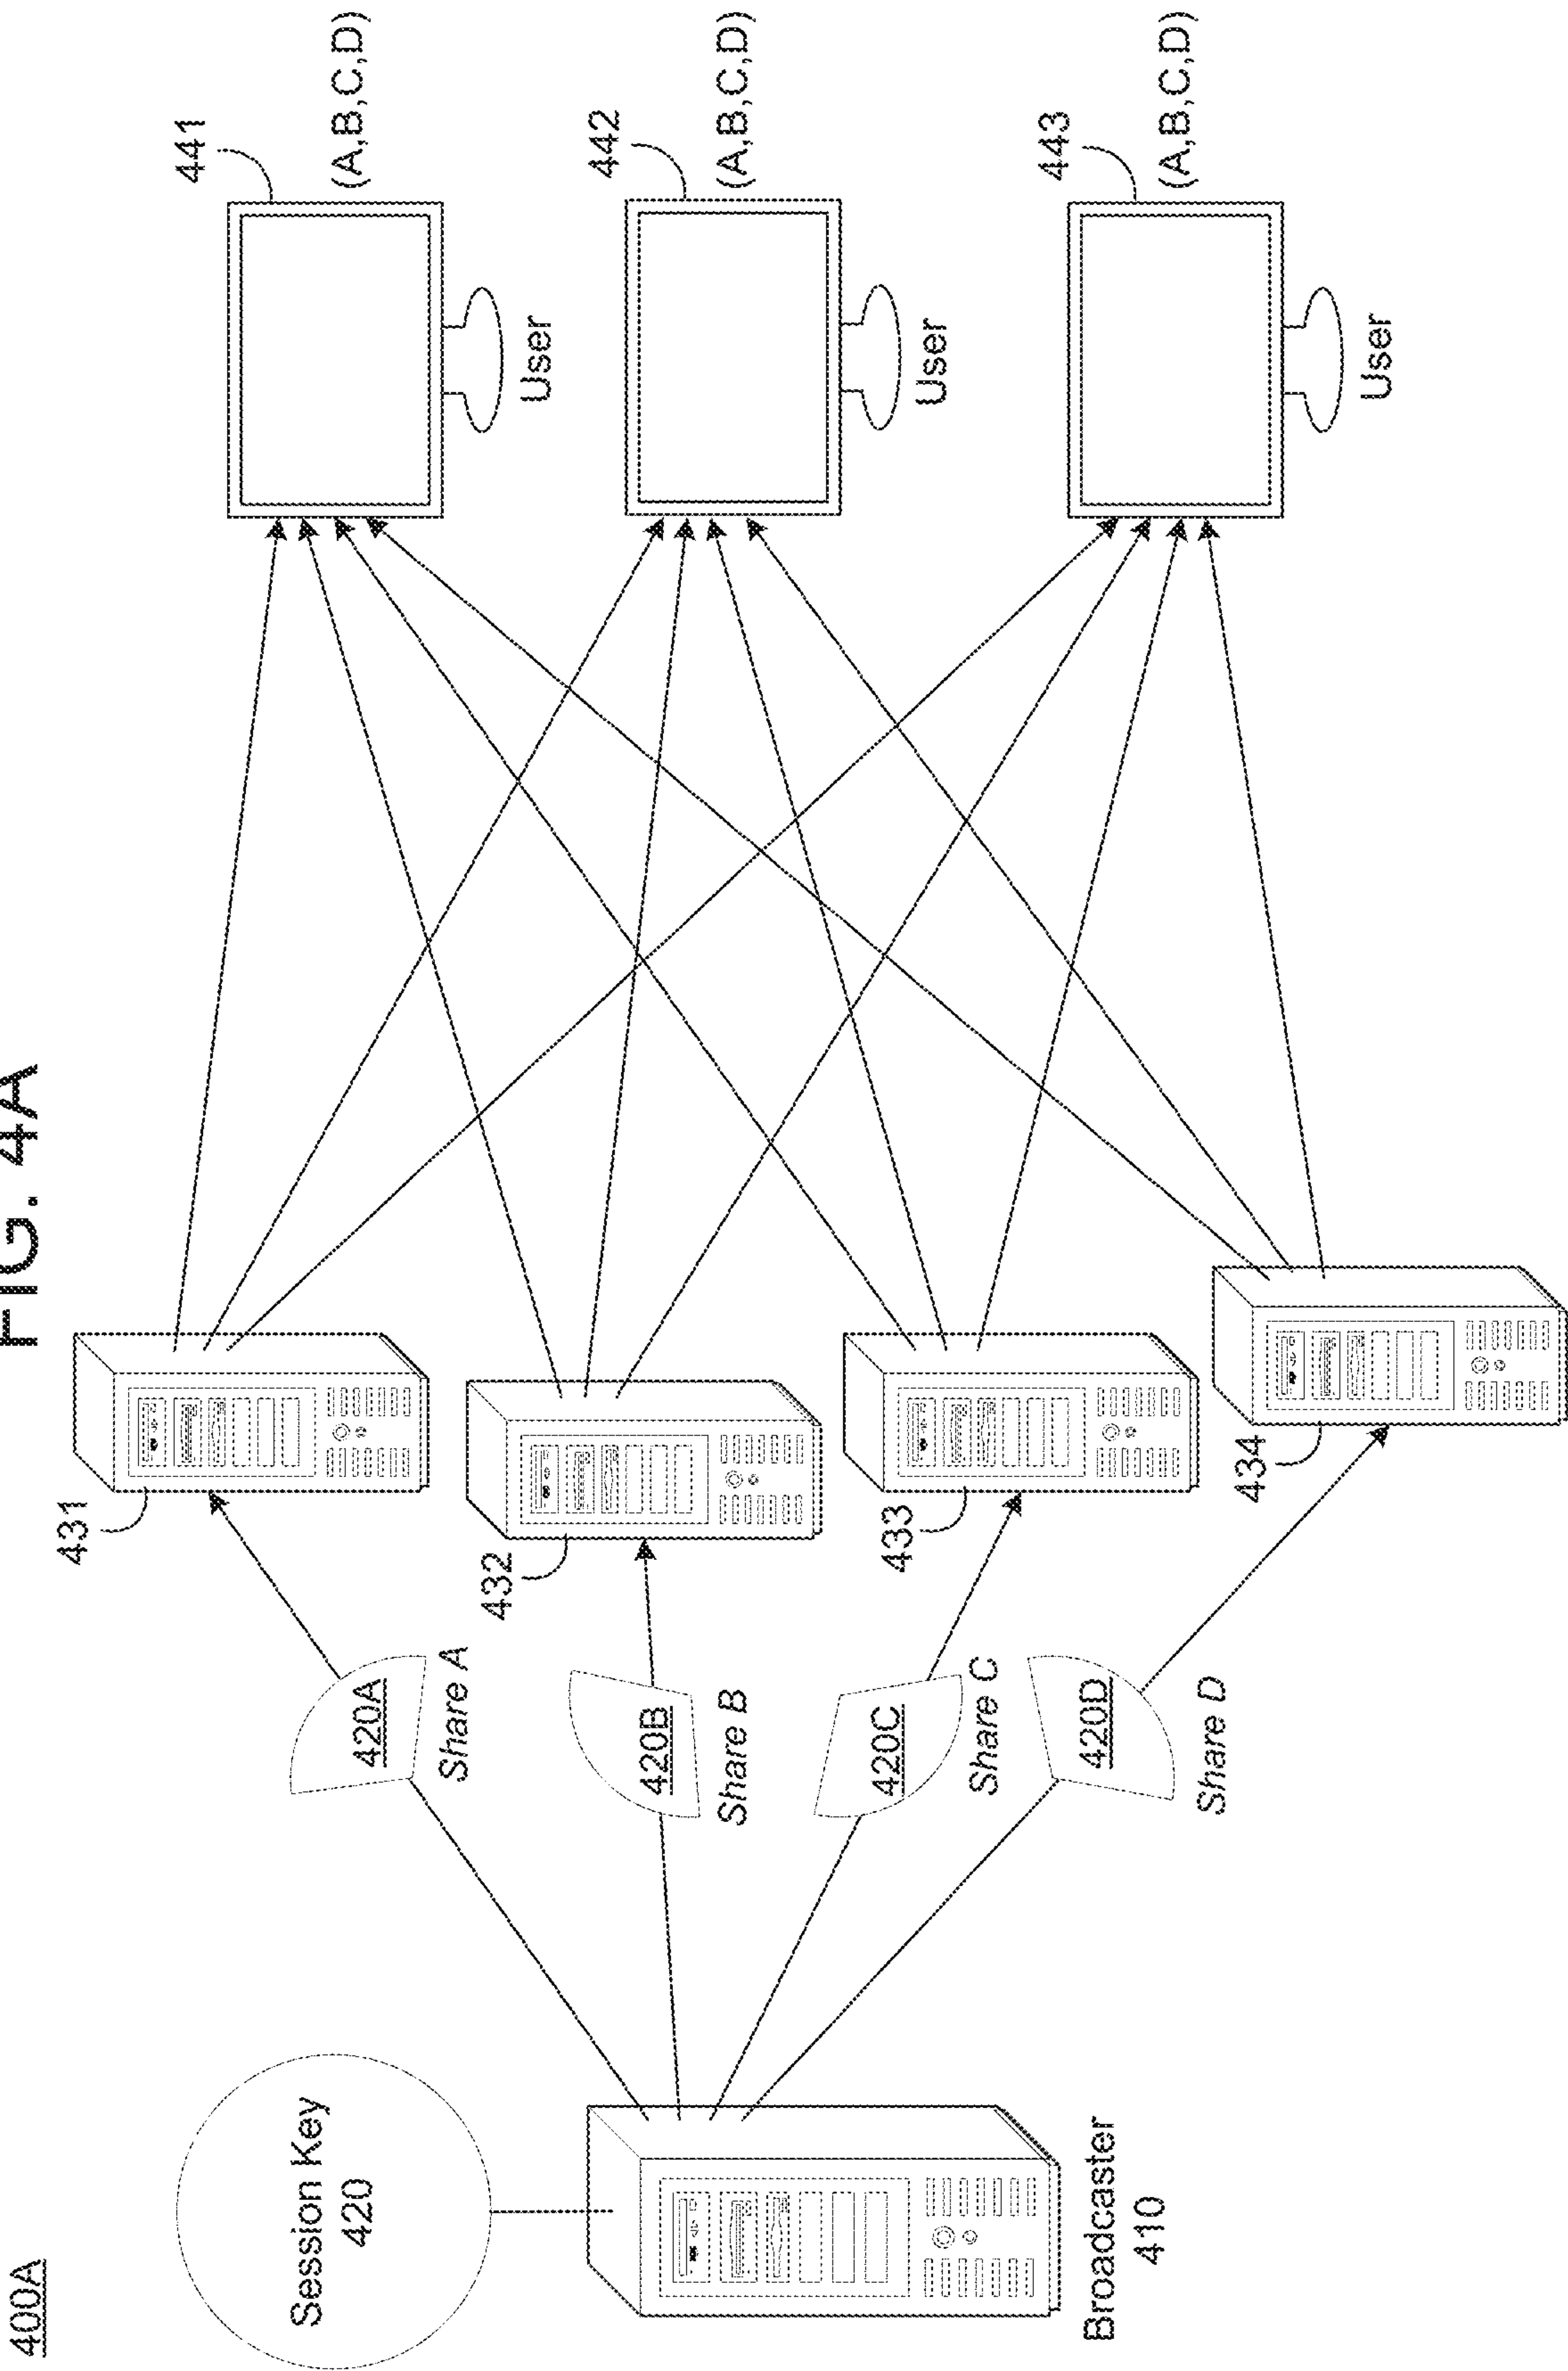 400A
FIG. 4A
Session Key
420
Broadcaster
410
420A
Share A
420B
Share B
420C
Share C
420D
Share D
431
432
433
434
441
(A,B,C,D)
User
442
(A,B,C,D)
User
443
(A,B,C,D)
User